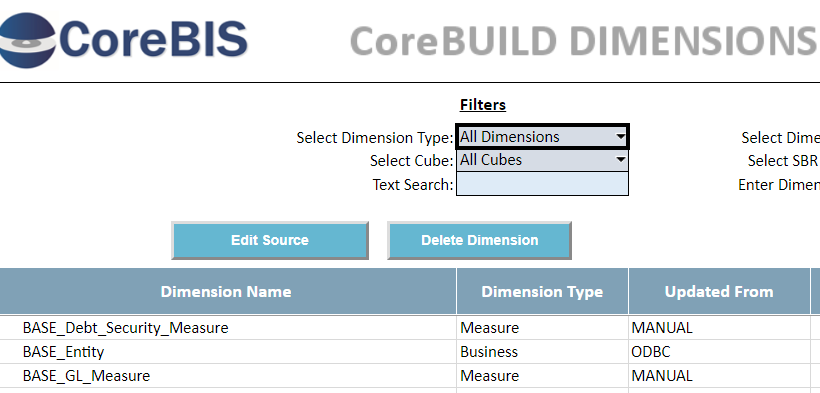 CoreBIS
CoreBUILD DIMENSIONS
Filters
Select Dimension Type: All Dimensions Select Dime
Select Cube: All Cubes Select SBR
Text Search: Enter Dimen
Edit Source Delete Dimension
Dimension Name Dimension Type Updated From
BASE_Debt_Security_Measure Measure MANUAL
BASE_Entity Business ODBC
BASE_GL_Measure Measure MANUAL